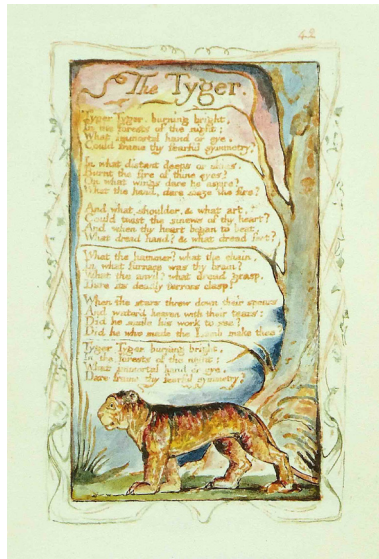 42
The Tyger.
Tyger Tyger, burning bright,
In the forests of the night:
What immortal hand or eye,
Could frame thy fearful symmetry?
In what distant deeps or skies.
Burnt the fire of thine eyes?
On what wings dare he aspire?
What the hand, dare sieze the fire?
And what shoulder, & what art,
Could twist the sinews of thy heart?
And when thy heart began to beat,
What dread hand? & what dread feet?
What the hammer? what the chain,
In what furnace was thy brain?
What the anvil? what dread grasp,
Dare its deadly terrors clasp!
When the stars threw down their spears
And water'd heaven with their tears:
Did he smile his work to see?
Did he who made the Lamb make thee?
Tyger Tyger burning bright,
In the forests of the night:
What immortal hand or eye,
Dare frame thy fearful symmetry?